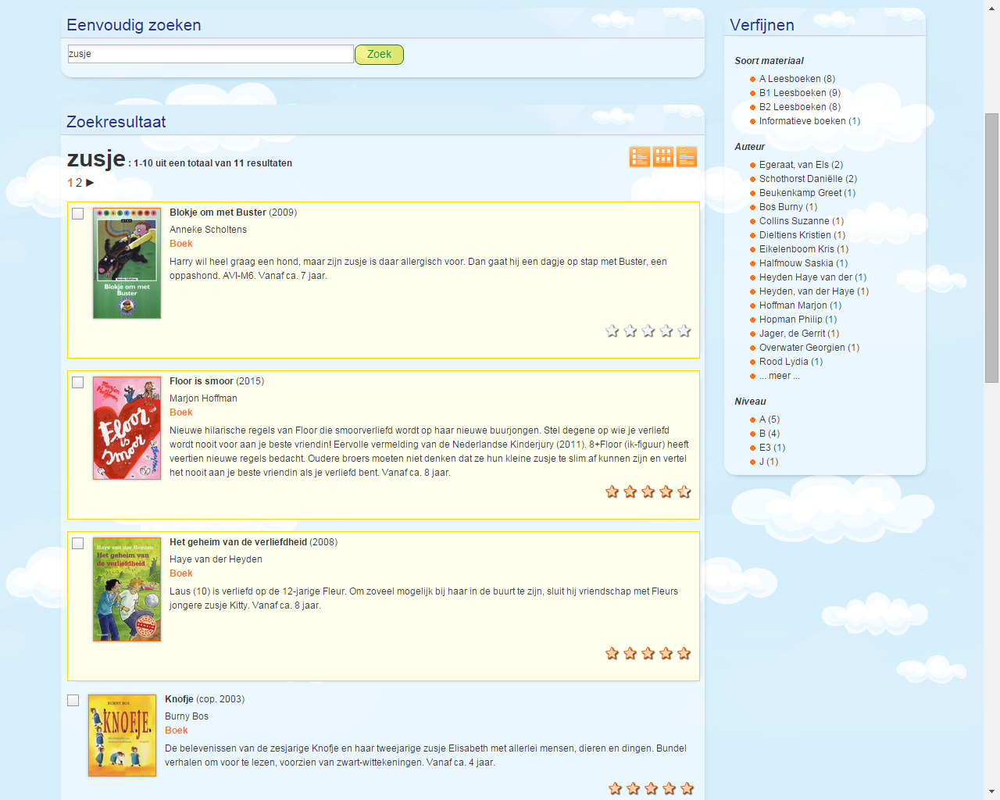 Eenvoudig zoeken
zusje
Zoek
Zoekresultaat
zusje : 1-10 uit een totaal van 11 resultaten
1 2
Blokje om met Buster (2009)
Anneke Scholtens
Boek
Harry wil heel graag een hond, maar zijn zusje is daar allergisch voor. Dan gaat hij een dagje op stap met Buster, een
oppashond. AVI-M6. Vanaf ca. 7 jaar.
Blokje om met
Buster
Floor is smoor (2015)
Marjon Hoffman
Boek
Nieuwe hilarische regels van Floor die smoorverliefd wordt op haar nieuwe buurjongen. Stel degene op wie je verliefd
wordt nooit voor aan je beste vriendin! Eervolle vermelding van de Nederlandse Kinderjury (2011). 8+Floor (ik-figuur) heeft
veertien nieuwe regels bedacht. Oudere broers moeten niet denken dat ze hun kleine zusje te slim af kunnen zijn en vertel
het nooit aan je beste vriendin als je verliefd bent. Vanaf ca. 8 jaar.
Marjon
Hoffman
Floor
is
smoor
Het geheim van de verliefdheid (2008)
Haye van der Heyden
Boek
Laus (10) is verliefd op de 12-jarige Fleur. Om zoveel mogelijk bij haar in de buurt te zijn, sluit hij vriendschap met Fleurs
jongere zusje Kitty. Vanaf ca. 8 jaar.
Haye van der Heyden
Het geheim van
de verliefdheid
Knofje (cop. 2003)
Burny Bos
Boek
De belevenissen van de zesjarige Knofje en haar tweejarige zusje Elisabeth met allerlei mensen, dieren en dingen. Bundel
verhalen om voor te lezen, voorzien van zwart-wittekeningen. Vanaf ca. 4 jaar.
BURNY BOS
KNOFJE
Verfijnen
Soort materiaal
A Leesboeken (8)
B1 Leesboeken (9)
B2 Leesboeken (8)
Informatieve boeken (1)
Auteur
Egeraat, van Els (2)
Schothorst Daniëlle (2)
Beukenkamp Greet (1)
Bos Burny (1)
Collins Suzanne (1)
Dieltiens Kristien (1)
Eikelenboom Kris (1)
Halfmouw Saskia (1)
Heyden Haye van der (1)
Heyden, van der Haye (1)
Hoffman Marjon (1)
Hopman Philip (1)
Jager, de Gerrit (1)
Overwater Georgien (1)
Rood Lydia (1)
... meer ...
Niveau
A (5)
B (4)
E3 (1)
J (1)